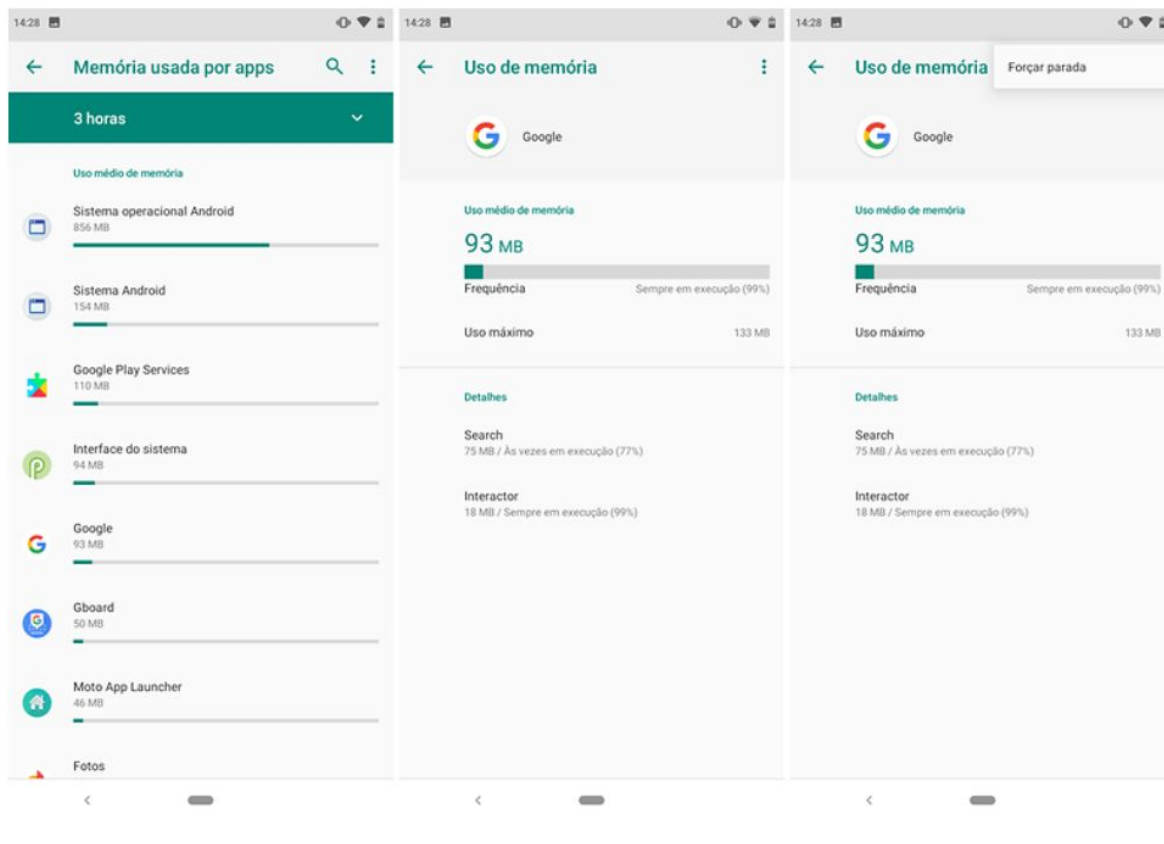 14:28
Memória usada por apps
3 horas
Uso médio de memória
Sistema operacional Android
856 MB
Sistema Android
154 MB
Google Play Services
110 MB
Interface do sistema
94 MB
Google
93 MB
Gboard
50 MB
Moto App Launcher
46 MB
Fotos
14:28
Uso de memória
Google
Uso médio de memória
93 MB
Frequência Sempre em execução (99%)
Uso máximo 133 MB
Detalhes
Search
75 MB / Às vezes em execução (77%)
Interactor
18 MB / Sempre em execução (99%)
14:28
Uso de memória Forçar parada
Google
Uso médio de memória
93 MB
Frequência Sempre em execução (99%)
Uso máximo 133 MB
Detalhes
Search
75 MB / Às vezes em execução (77%)
Interactor
18 MB / Sempre em execução (99%)